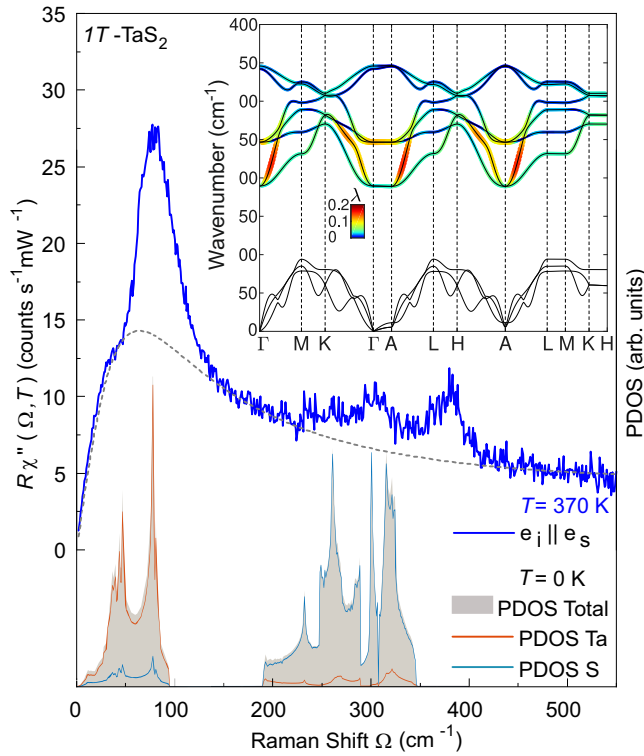 1T -TaS2
35
30
25
20
15
10
5
0
Rχ'' (Ω,T) (counts s-1mW-1)
400
50
00
50
00
50
00
50
0
Wavenumber (cm-1)
λ
0.2
0.1
0
Γ M K Γ A L H A L M K H
PDOS (arb. units)
T= 370 K
ei || es
T= 0 K
PDOS Total
PDOS Ta
PDOS S
0 100 200 300 400 500
Raman Shift Ω (cm-1)